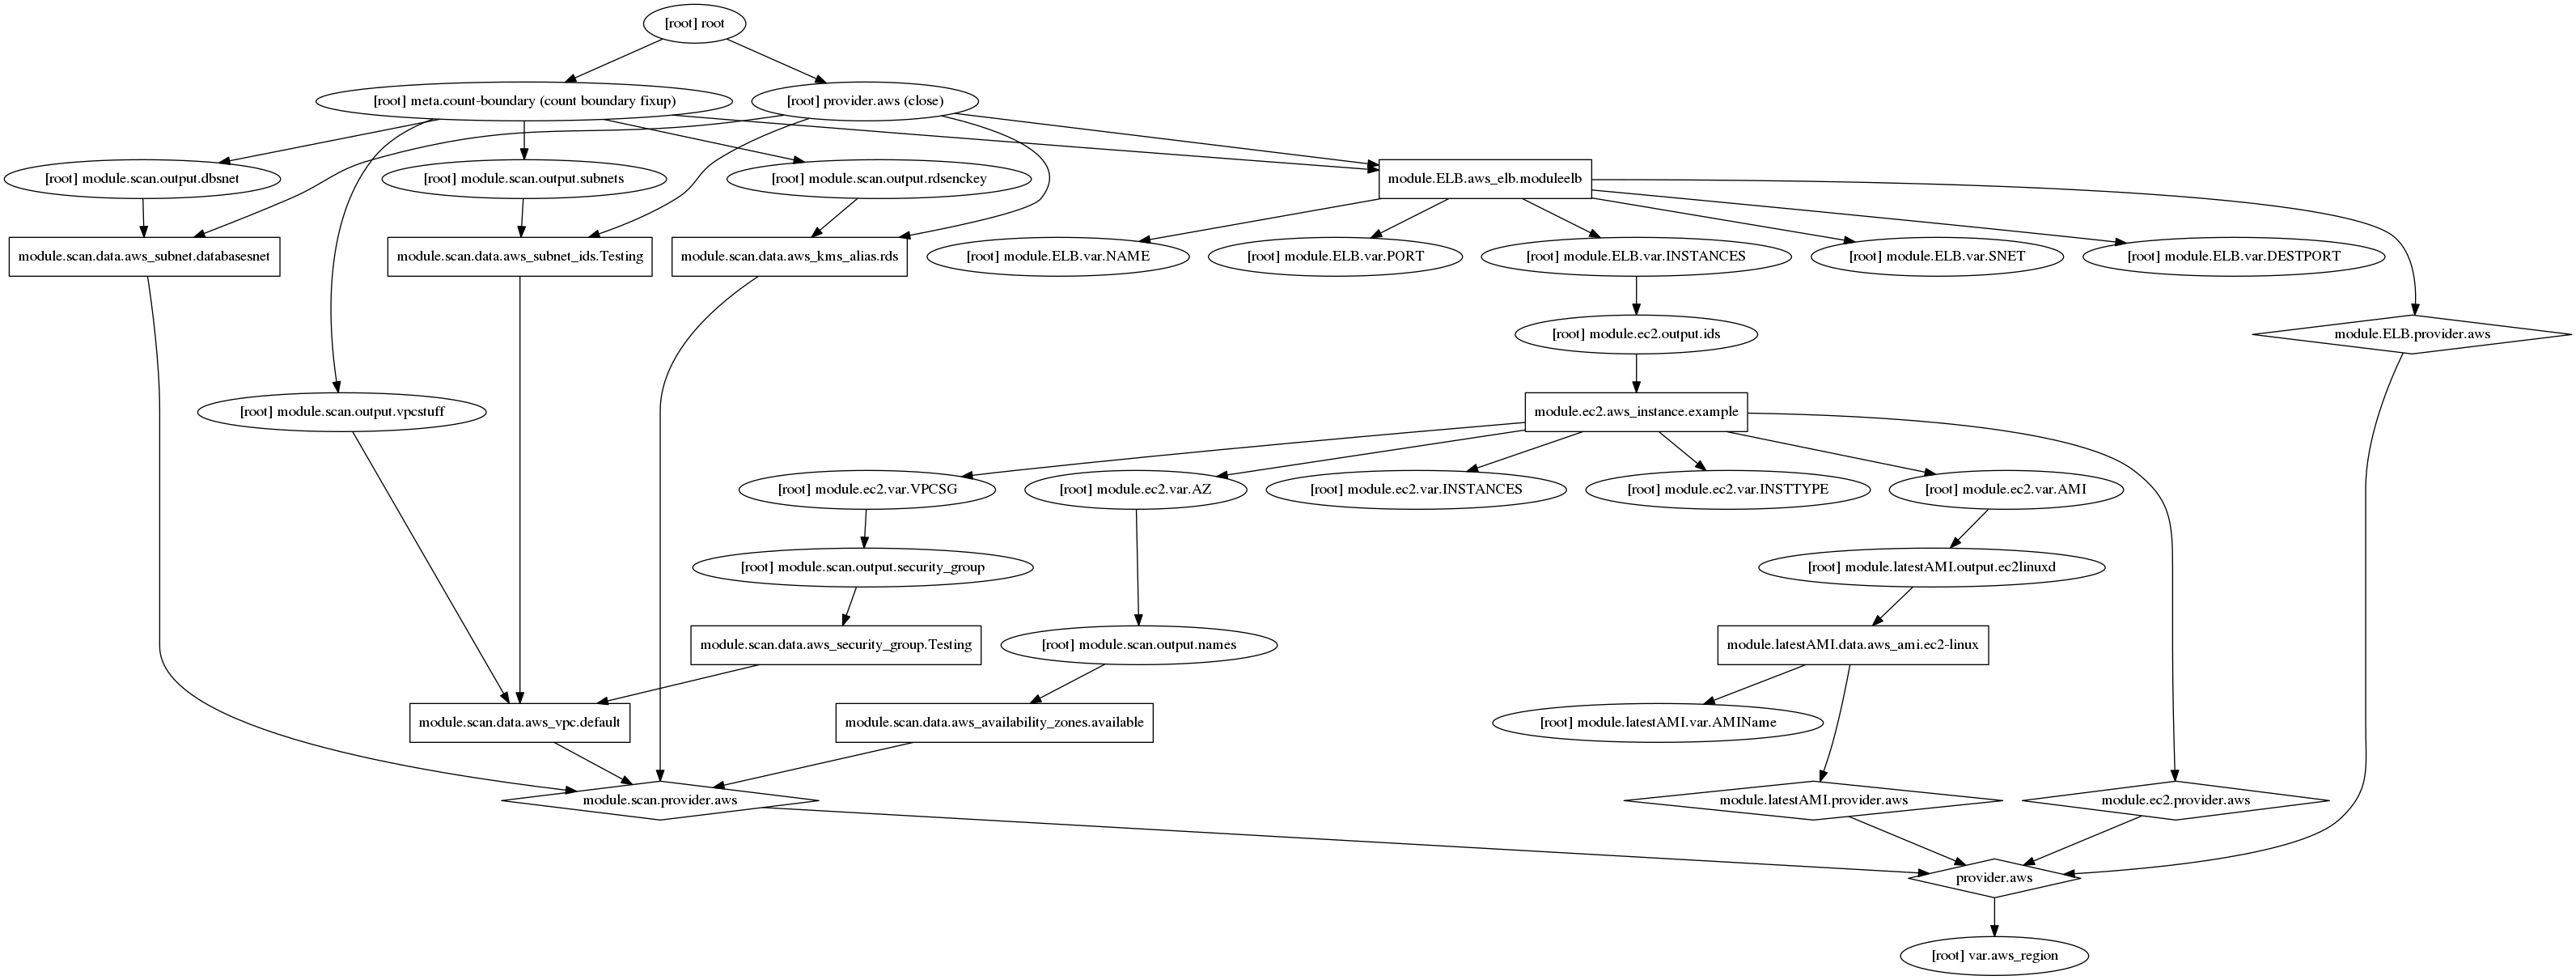 [root] root
[root] meta.count-boundary (count boundary fixup)
[root] provider.aws (close)
[root] module.scan.output.dbsnet
[root] module.scan.output.subnets
[root] module.scan.output.rdsenckey
module.ELB.aws_elb.moduleelb
module.scan.data.aws_subnet.databasesnet
module.scan.data.aws_subnet_ids.Testing
module.scan.data.aws_kms_alias.rds
[root] module.ELB.var.NAME
[root] module.ELB.var.PORT
[root] module.ELB.var.INSTANCES
[root] module.ELB.var.SNET
[root] module.ELB.var.DESTPORT
[root] module.ec2.output.ids
module.ELB.provider.aws
[root] module.scan.output.vpcstuff
module.ec2.aws_instance.example
[root] module.ec2.var.VPCSG
[root] module.ec2.var.AZ
[root] module.ec2.var.INSTANCES
[root] module.ec2.var.INSTTYPE
[root] module.ec2.var.AMI
[root] module.scan.output.security_group
[root] module.latestAMI.output.ec2linuxd
module.scan.data.aws_security_group.Testing
[root] module.scan.output.names
module.latestAMI.data.aws_ami.ec2-linux
module.scan.data.aws_vpc.default
module.scan.data.aws_availability_zones.available
[root] module.latestAMI.var.AMIName
module.scan.provider.aws
module.latestAMI.provider.aws
module.ec2.provider.aws
provider.aws
[root] var.aws_region